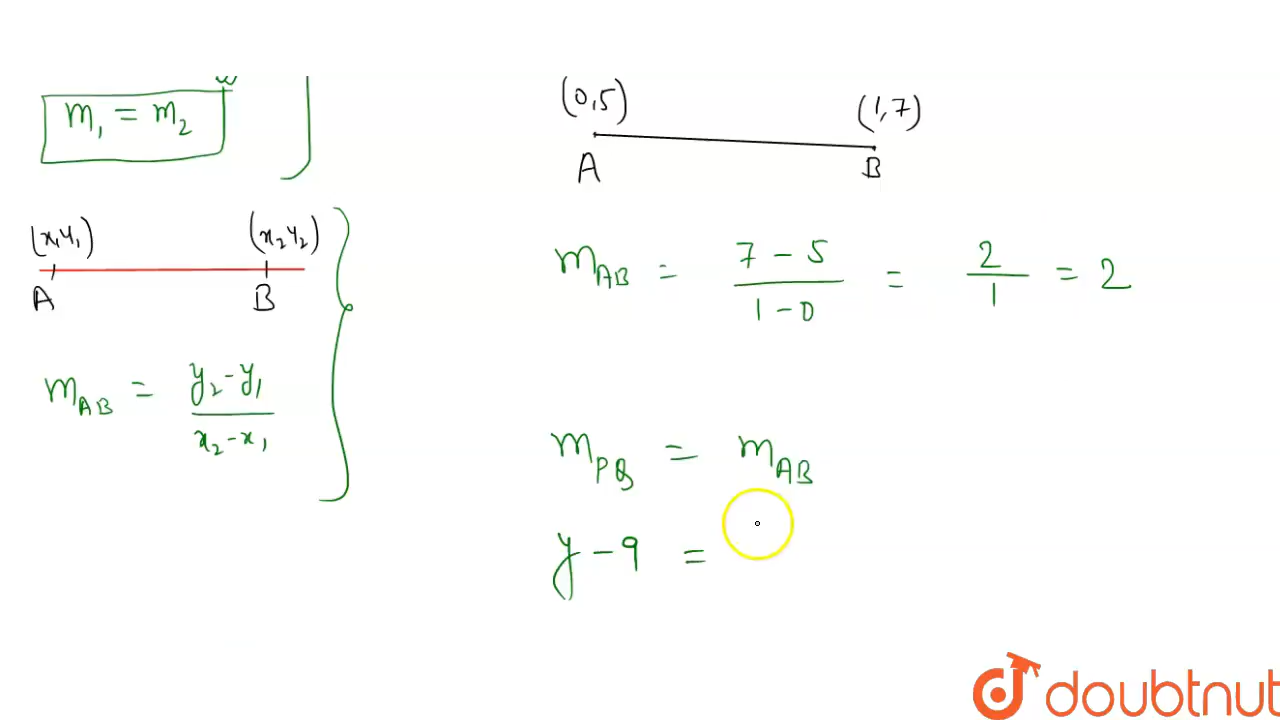 m₁ = m₂
(x₁y₁) (x₂y₂)
A B
m_AB = y₂-y₁ / x₂-x₁
(0,5) (1,7)
A B
m_AB = 7-5 / 1-0 = 2/1 = 2
m_PQ = m_AB
y-9 =
doubtnut